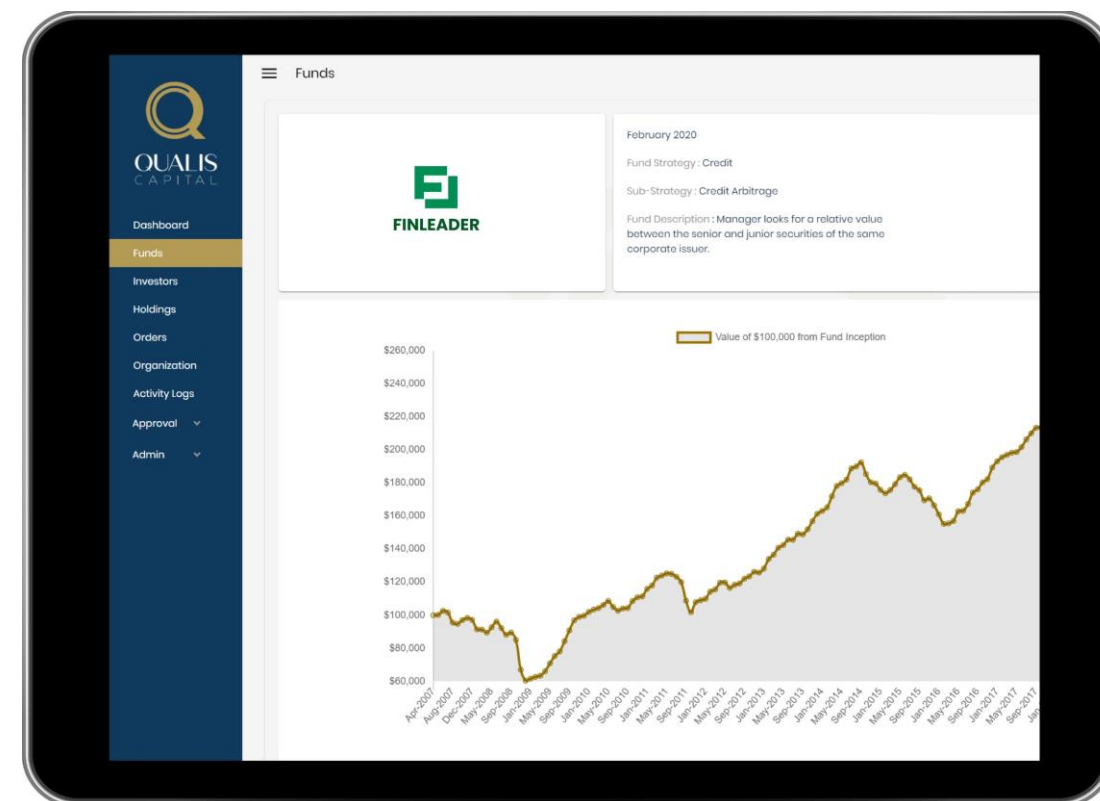 QUALIS
CAPITAL
Dashboard
Funds
Investors
Holdings
Orders
Organization
Activity Logs
Approval
Admin
Funds
FINLEADER
February 2020
Fund Strategy : Credit
Sub-Strategy : Credit Arbitrage
Fund Description : Manager looks for a relative value
between the senior and junior securities of the same
corporate issuer.
Value of $100,000 from Fund Inception
$260,000
$240,000
$220,000
$200,000
$180,000
$160,000
$140,000
$120,000
$100,000
$80,000
$60,000
Apr-2007
Aug-2007
Dec-2007
May-2008
Sep-2008
Jan-2009
May-2009
Sep-2009
Jan-2010
May-2010
Sep-2010
Jan-2011
May-2011
Sep-2011
Jan-2012
May-2012
Sep-2012
Jan-2013
May-2013
Sep-2013
Jan-2014
May-2014
Sep-2014
Jan-2015
May-2015
Sep-2015
Jan-2016
May-2016
Sep-2016
Jan-2017
May-2017
Sep-2017